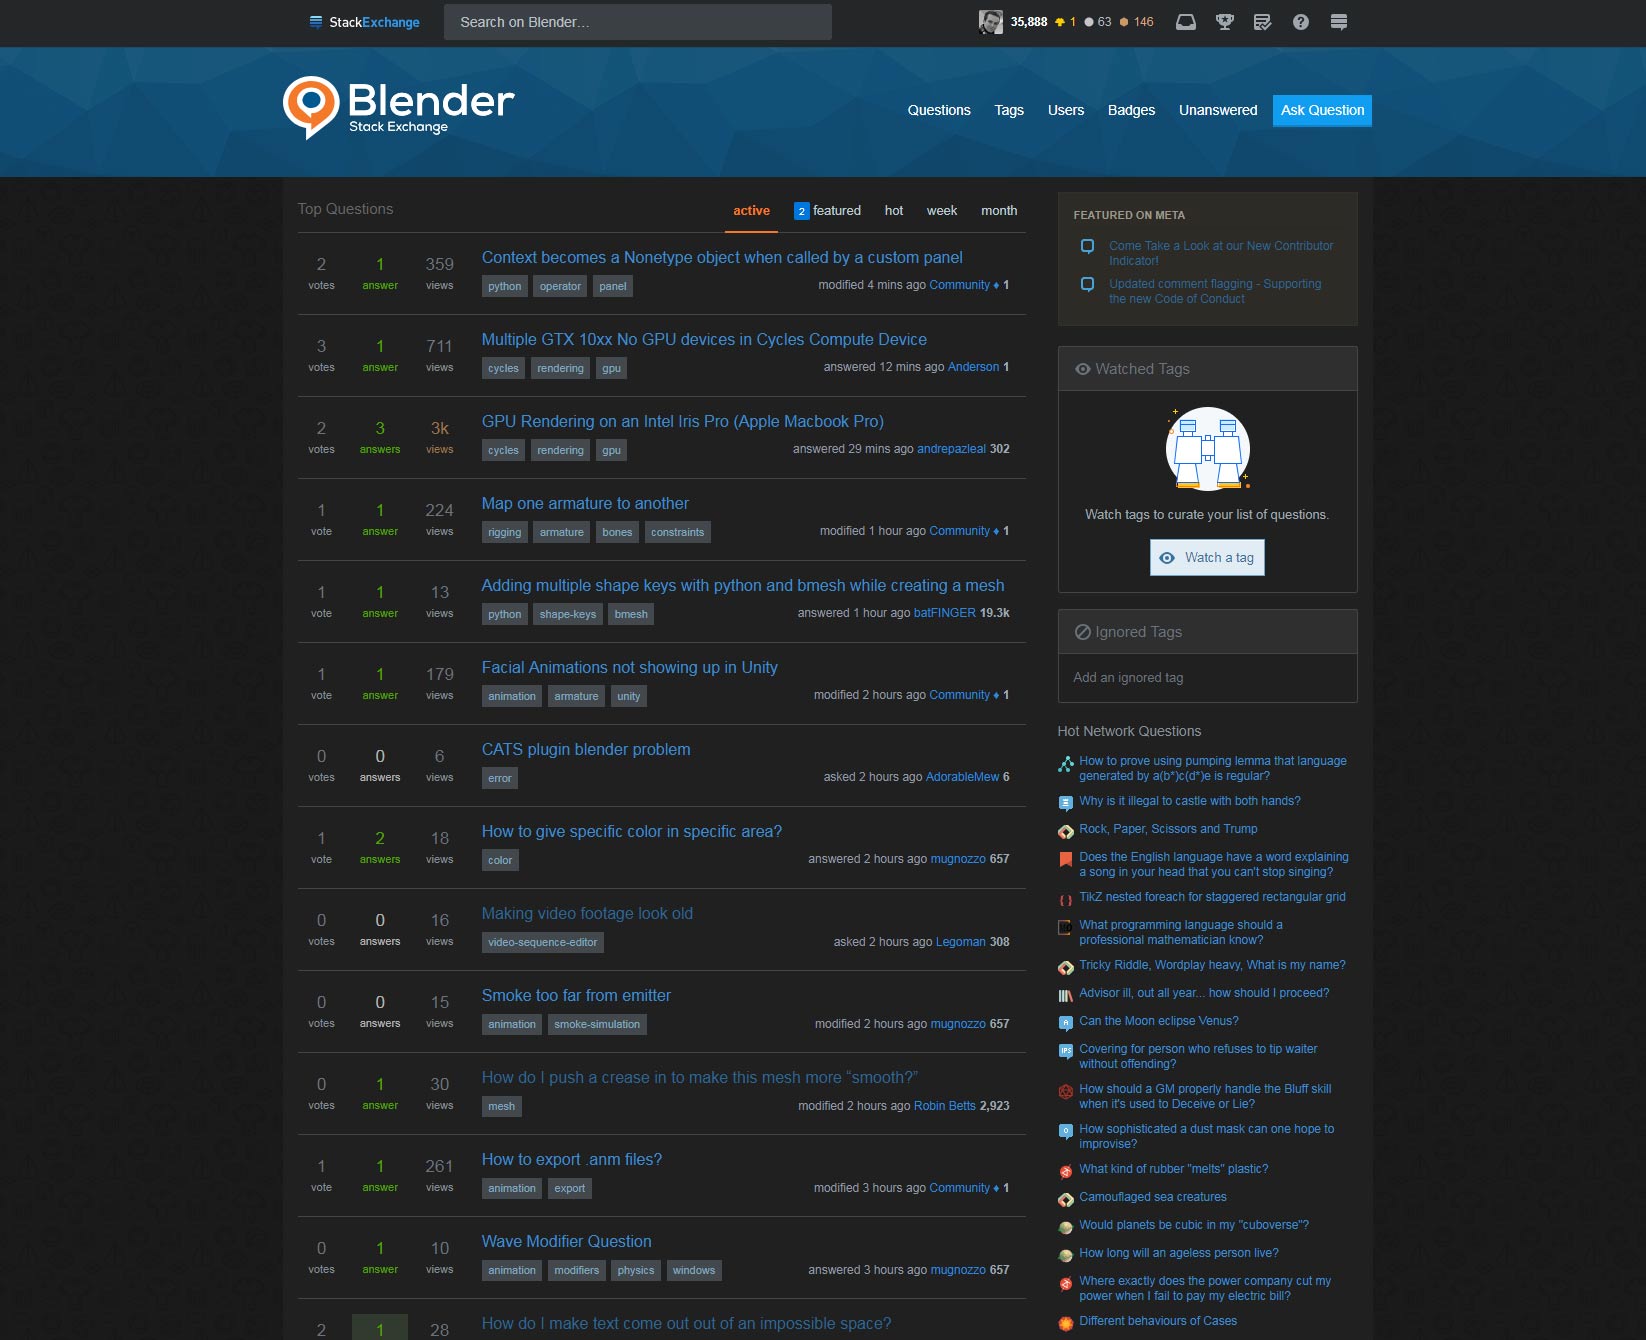 StackExchange
Search on Blender...
35,888 1 63 146
Blender
Stack Exchange
Questions Tags Users Badges Unanswered Ask Question
Top Questions
active 2 featured hot week month
2 votes 1 answer 359 views
Context becomes a Nonetype object when called by a custom panel
python operator panel
modified 4 mins ago Community ♦ 1
3 votes 1 answer 711 views
Multiple GTX 10xx No GPU devices in Cycles Compute Device
cycles rendering gpu
answered 12 mins ago Anderson 1
2 votes 3 answers 3k views
GPU Rendering on an Intel Iris Pro (Apple Macbook Pro)
cycles rendering gpu
answered 29 mins ago andrepazleal 302
1 vote 1 answer 224 views
Map one armature to another
rigging armature bones constraints
modified 1 hour ago Community ♦ 1
1 vote 1 answer 13 views
Adding multiple shape keys with python and bmesh while creating a mesh
python shape-keys bmesh
answered 1 hour ago batFINGER 19.3k
1 vote 1 answer 179 views
Facial Animations not showing up in Unity
animation armature unity
modified 2 hours ago Community ♦ 1
0 votes 0 answers 6 views
CATS plugin blender problem
error
asked 2 hours ago AdorableMew 6
1 vote 2 answers 18 views
How to give specific color in specific area?
color
answered 2 hours ago mugnozzo 657
0 votes 0 answers 16 views
Making video footage look old
video-sequence-editor
asked 2 hours ago Legoman 308
0 votes 0 answers 15 views
Smoke too far from emitter
animation smoke-simulation
modified 2 hours ago mugnozzo 657
0 votes 1 answer 30 views
How do I push a crease in to make this mesh more “smooth?”
mesh
modified 2 hours ago Robin Betts 2,923
1 vote 1 answer 261 views
How to export .anm files?
animation export
modified 3 hours ago Community ♦ 1
0 votes 1 answer 10 views
Wave Modifier Question
animation modifiers physics windows
answered 3 hours ago mugnozzo 657
2 1 28
How do I make text come out out of an impossible space?
FEATURED ON META
Come Take a Look at our New Contributor
Indicator!
Updated comment flagging - Supporting
the new Code of Conduct
Watched Tags
Watch tags to curate your list of questions.
Watch a tag
Ignored Tags
Add an ignored tag
Hot Network Questions
How to prove using pumping lemma that language
generated by a(b*)c(d*)e is regular?
Why is it illegal to castle with both hands?
Rock, Paper, Scissors and Trump
Does the English language have a word explaining
a song in your head that you can't stop singing?
TikZ nested foreach for staggered rectangular grid
What programming language should a
professional mathematician know?
Tricky Riddle, Wordplay heavy, What is my name?
Advisor ill, out all year... how should I proceed?
Can the Moon eclipse Venus?
Covering for person who refuses to tip waiter
without offending?
How should a GM properly handle the Bluff skill
when it's used to Deceive or Lie?
How sophisticated a dust mask can one hope to
improvise?
What kind of rubber "melts" plastic?
Camouflaged sea creatures
Would planets be cubic in my "cuboverse"?
How long will an ageless person live?
Where exactly does the power company cut my
power when I fail to pay my electric bill?
Different behaviours of Cases